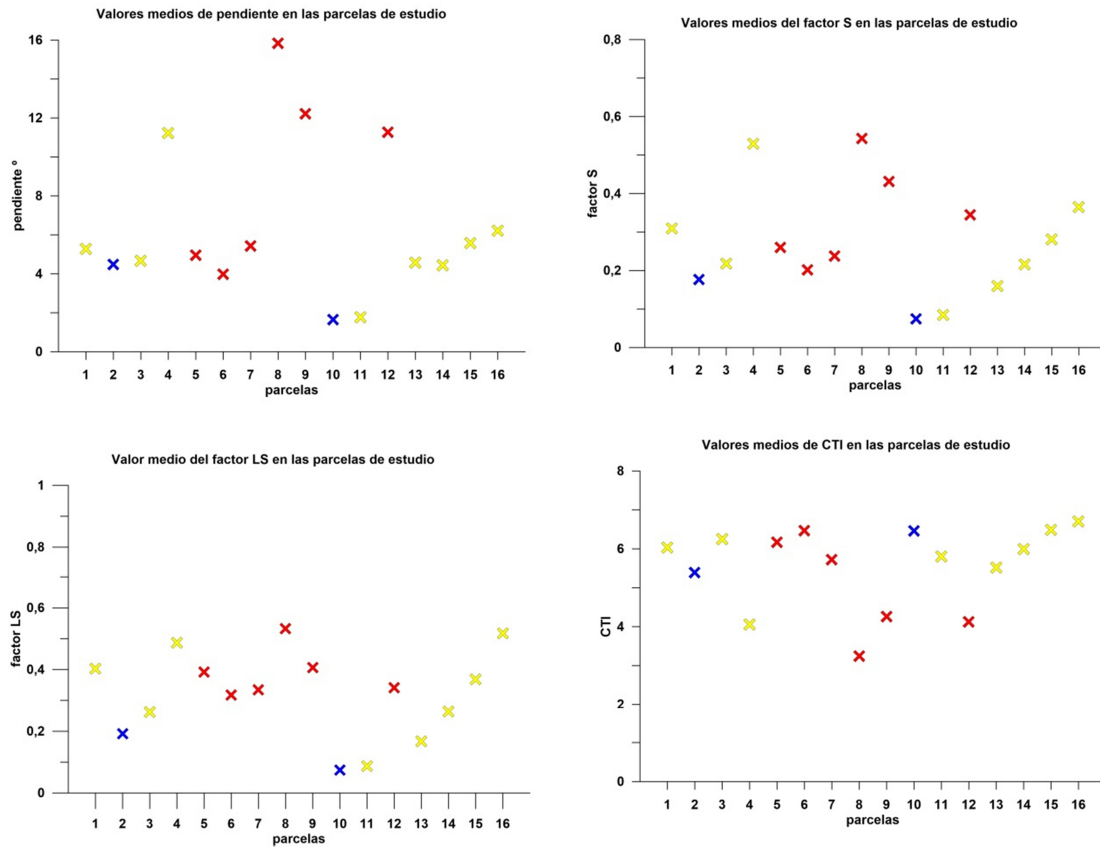 Valores medios de pendiente en las parcelas de estudio
16
12
8
4
0
pendiente º
1 2 3 4 5 6 7 8 9 10 11 12 13 14 15 16
parcelas
Valores medios del factor S en las parcelas de estudio
0,8
0,6
0,4
0,2
0
factor S
1 2 3 4 5 6 7 8 9 10 11 12 13 14 15 16
parcelas
Valor medio del factor LS en las parcelas de estudio
1
0,8
0,6
0,4
0,2
0
factor LS
1 2 3 4 5 6 7 8 9 10 11 12 13 14 15 16
parcelas
Valores medios de CTI en las parcelas de estudio
8
6
4
2
0
CTI
1 2 3 4 5 6 7 8 9 10 11 12 13 14 15 16
parcelas